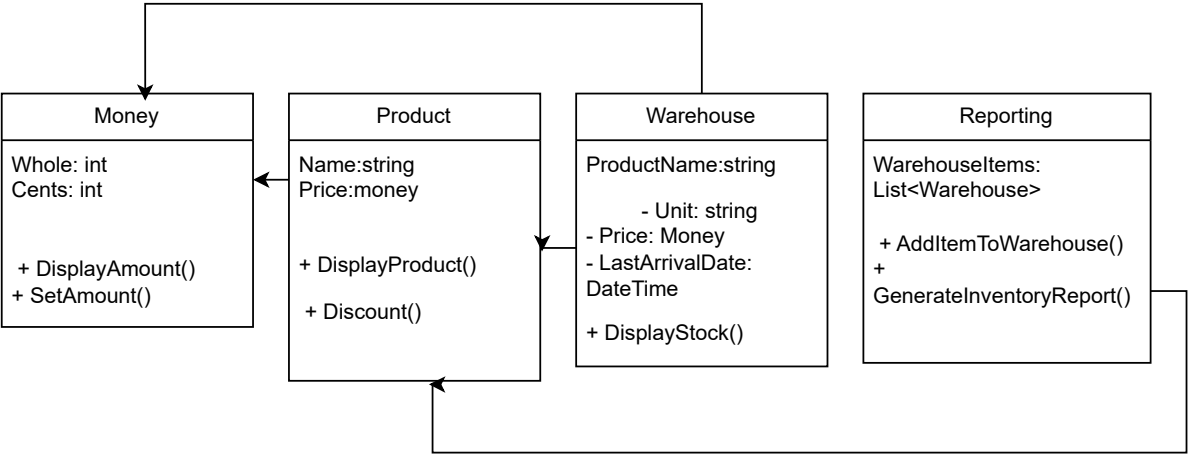 Money
Whole: int
Cents: int
+ DisplayAmount()
+ SetAmount()
Product
Name:string
Price:money
+ DisplayProduct()
+ Discount()
Warehouse
ProductName:string
- Unit: string
- Price: Money
- LastArrivalDate:
DateTime
+ DisplayStock()
Reporting
WarehouseItems:
List<Warehouse>
+ AddItemToWarehouse()
+
GenerateInventoryReport()